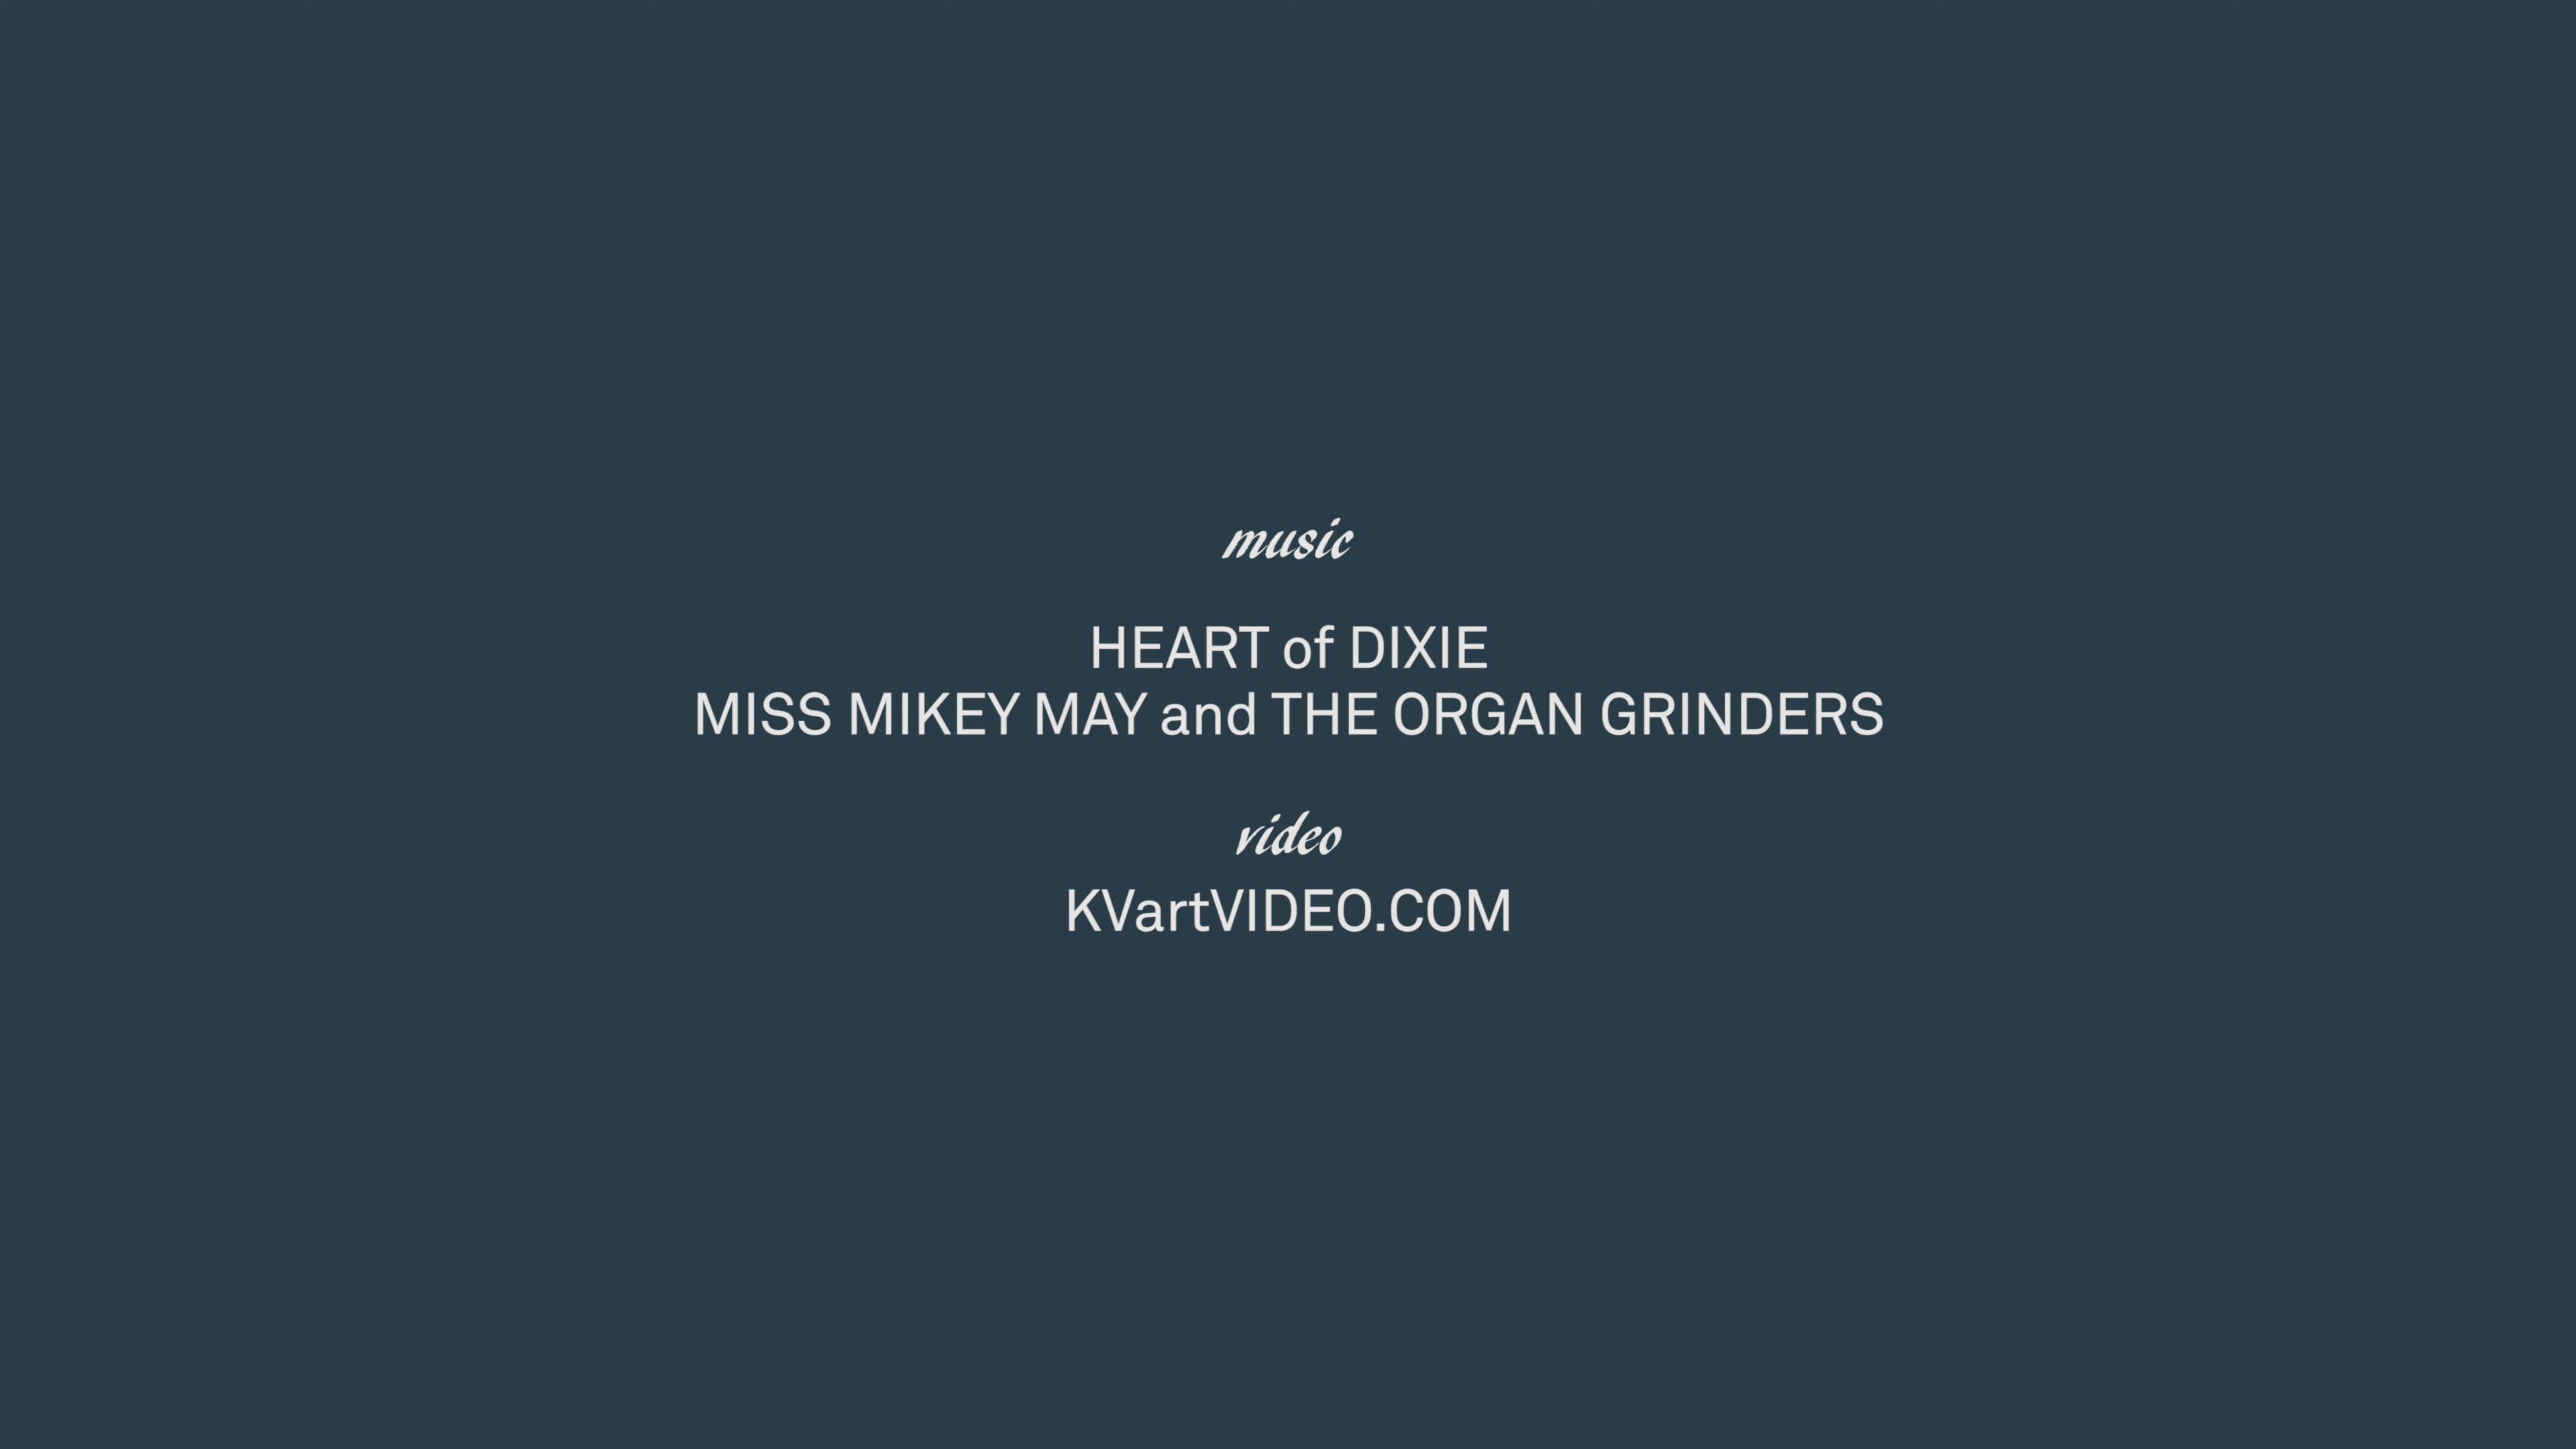 music
HEART of DIXIE
MISS MIKEY MAY and THE ORGAN GRINDERS
video
KVartVIDEO.COM